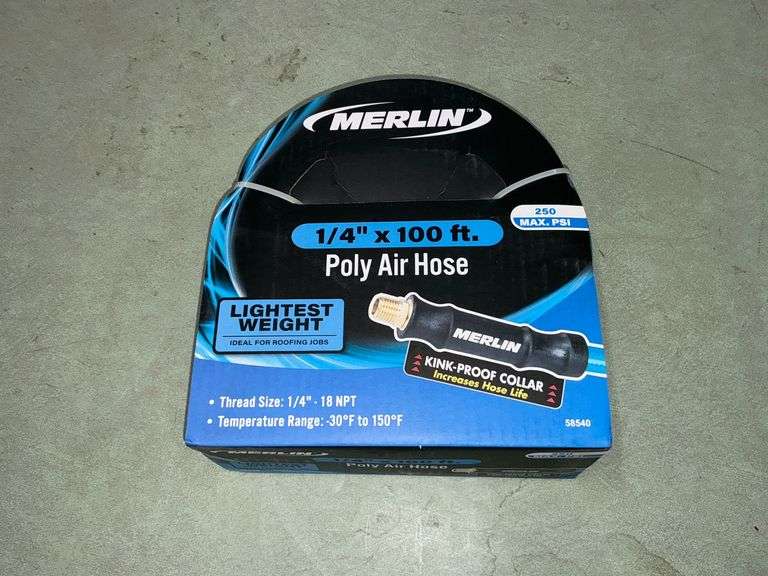 MERLIN™
250
MAX. PSI
1/4" x 100 ft.
Poly Air Hose
LIGHTEST
WEIGHT
IDEAL FOR ROOFING JOBS
MERLIN
KINK-PROOF COLLAR
Increases Hose Life
• Thread Size: 1/4" - 18 NPT
• Temperature Range: -30°F to 150°F
58540
MERLIN
Poly Air Hose